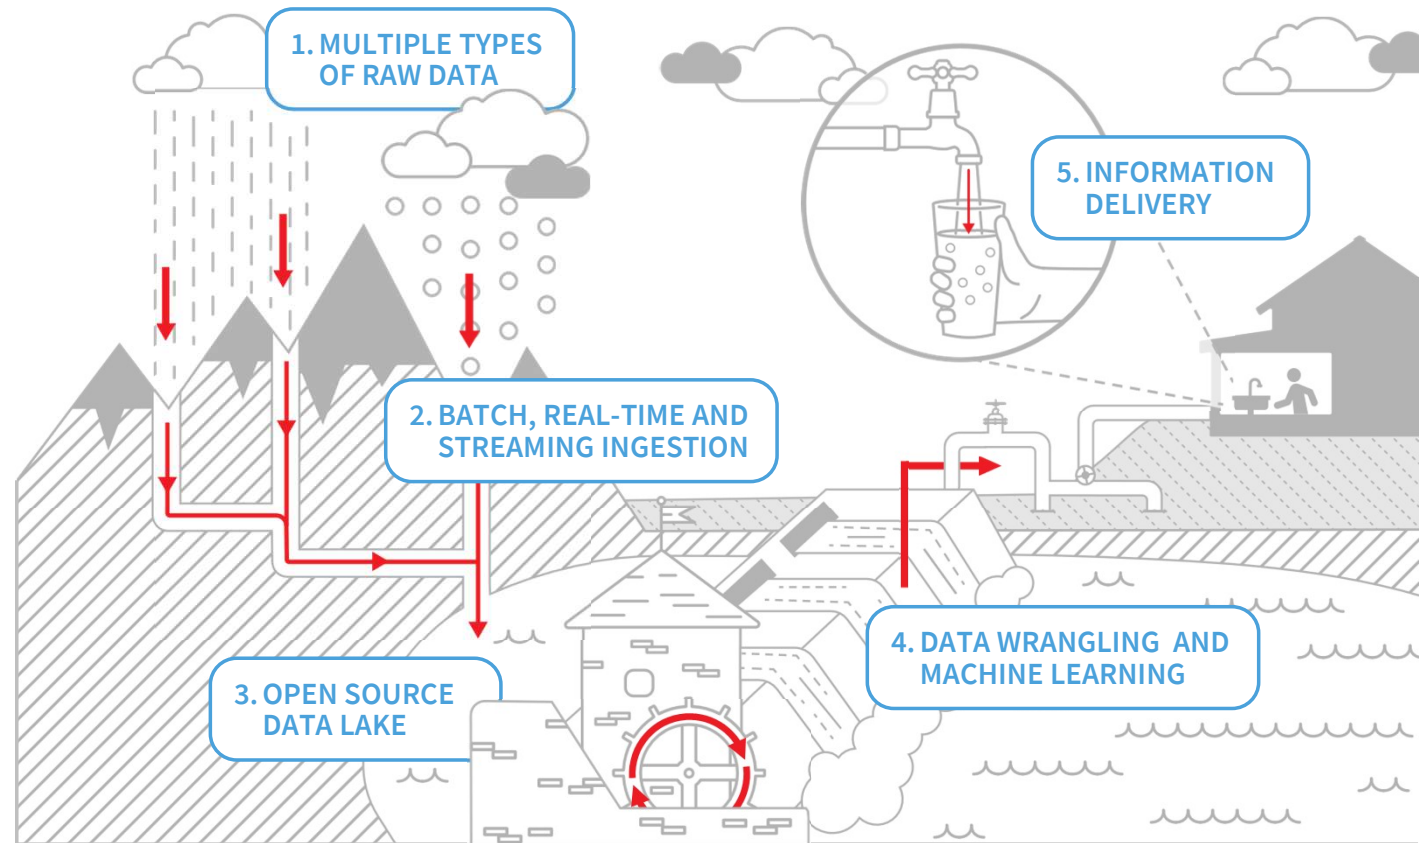 1. MULTIPLE TYPES
OF RAW DATA
5. INFORMATION
DELIVERY
2. BATCH, REAL-TIME AND
STREAMING INGESTION
4. DATA WRANGLING AND
MACHINE LEARNING
3. OPEN SOURCE
DATA LAKE